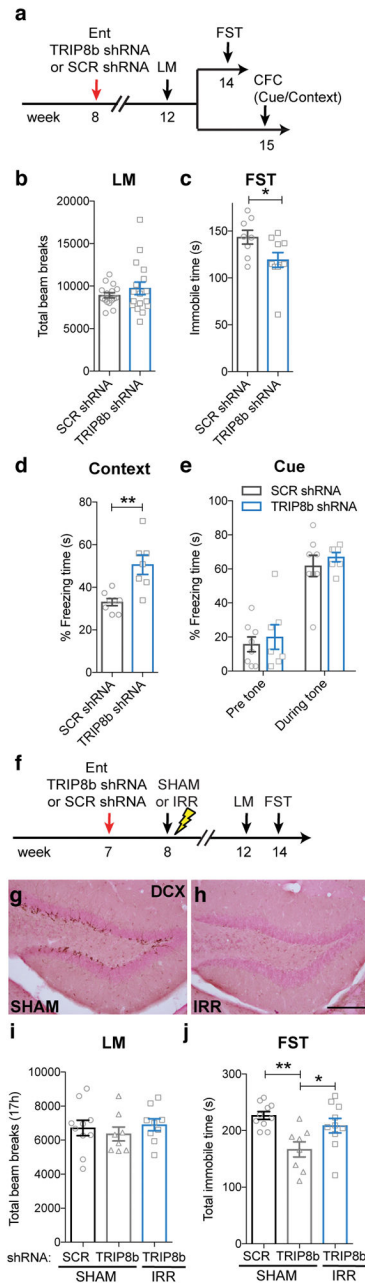 a
Ent
TRIP8b shRNA
or SCR shRNA
LM
FST
CFC
(Cue/Context)
week
8
12
14
15
b
LM
Total beam breaks
20000
15000
10000
5000
0
SCR shRNA
TRIP8b shRNA
c
FST
*
Immobile time (s)
150
100
50
0
SCR shRNA
TRIP8b shRNA
d
Context
**
% Freezing time (s)
80
60
40
20
0
SCR shRNA
TRIP8b shRNA
e
Cue
SCR shRNA
TRIP8b shRNA
% Freezing time (s)
100
80
60
40
20
0
Pre tone
During tone
f
Ent
TRIP8b shRNA
or SCR shRNA
SHAM
or IRR
LM
FST
week
7
8
12
14
g
DCX
SHAM
h
IRR
i
LM
Total beam breaks (17h)
10000
8000
6000
4000
2000
0
shRNA:
SCR
TRIP8b
TRIP8b
SHAM
IRR
j
FST
**
*
Total immobile time (s)
300
200
100
0
SCR
TRIP8b
TRIP8b
SHAM
IRR